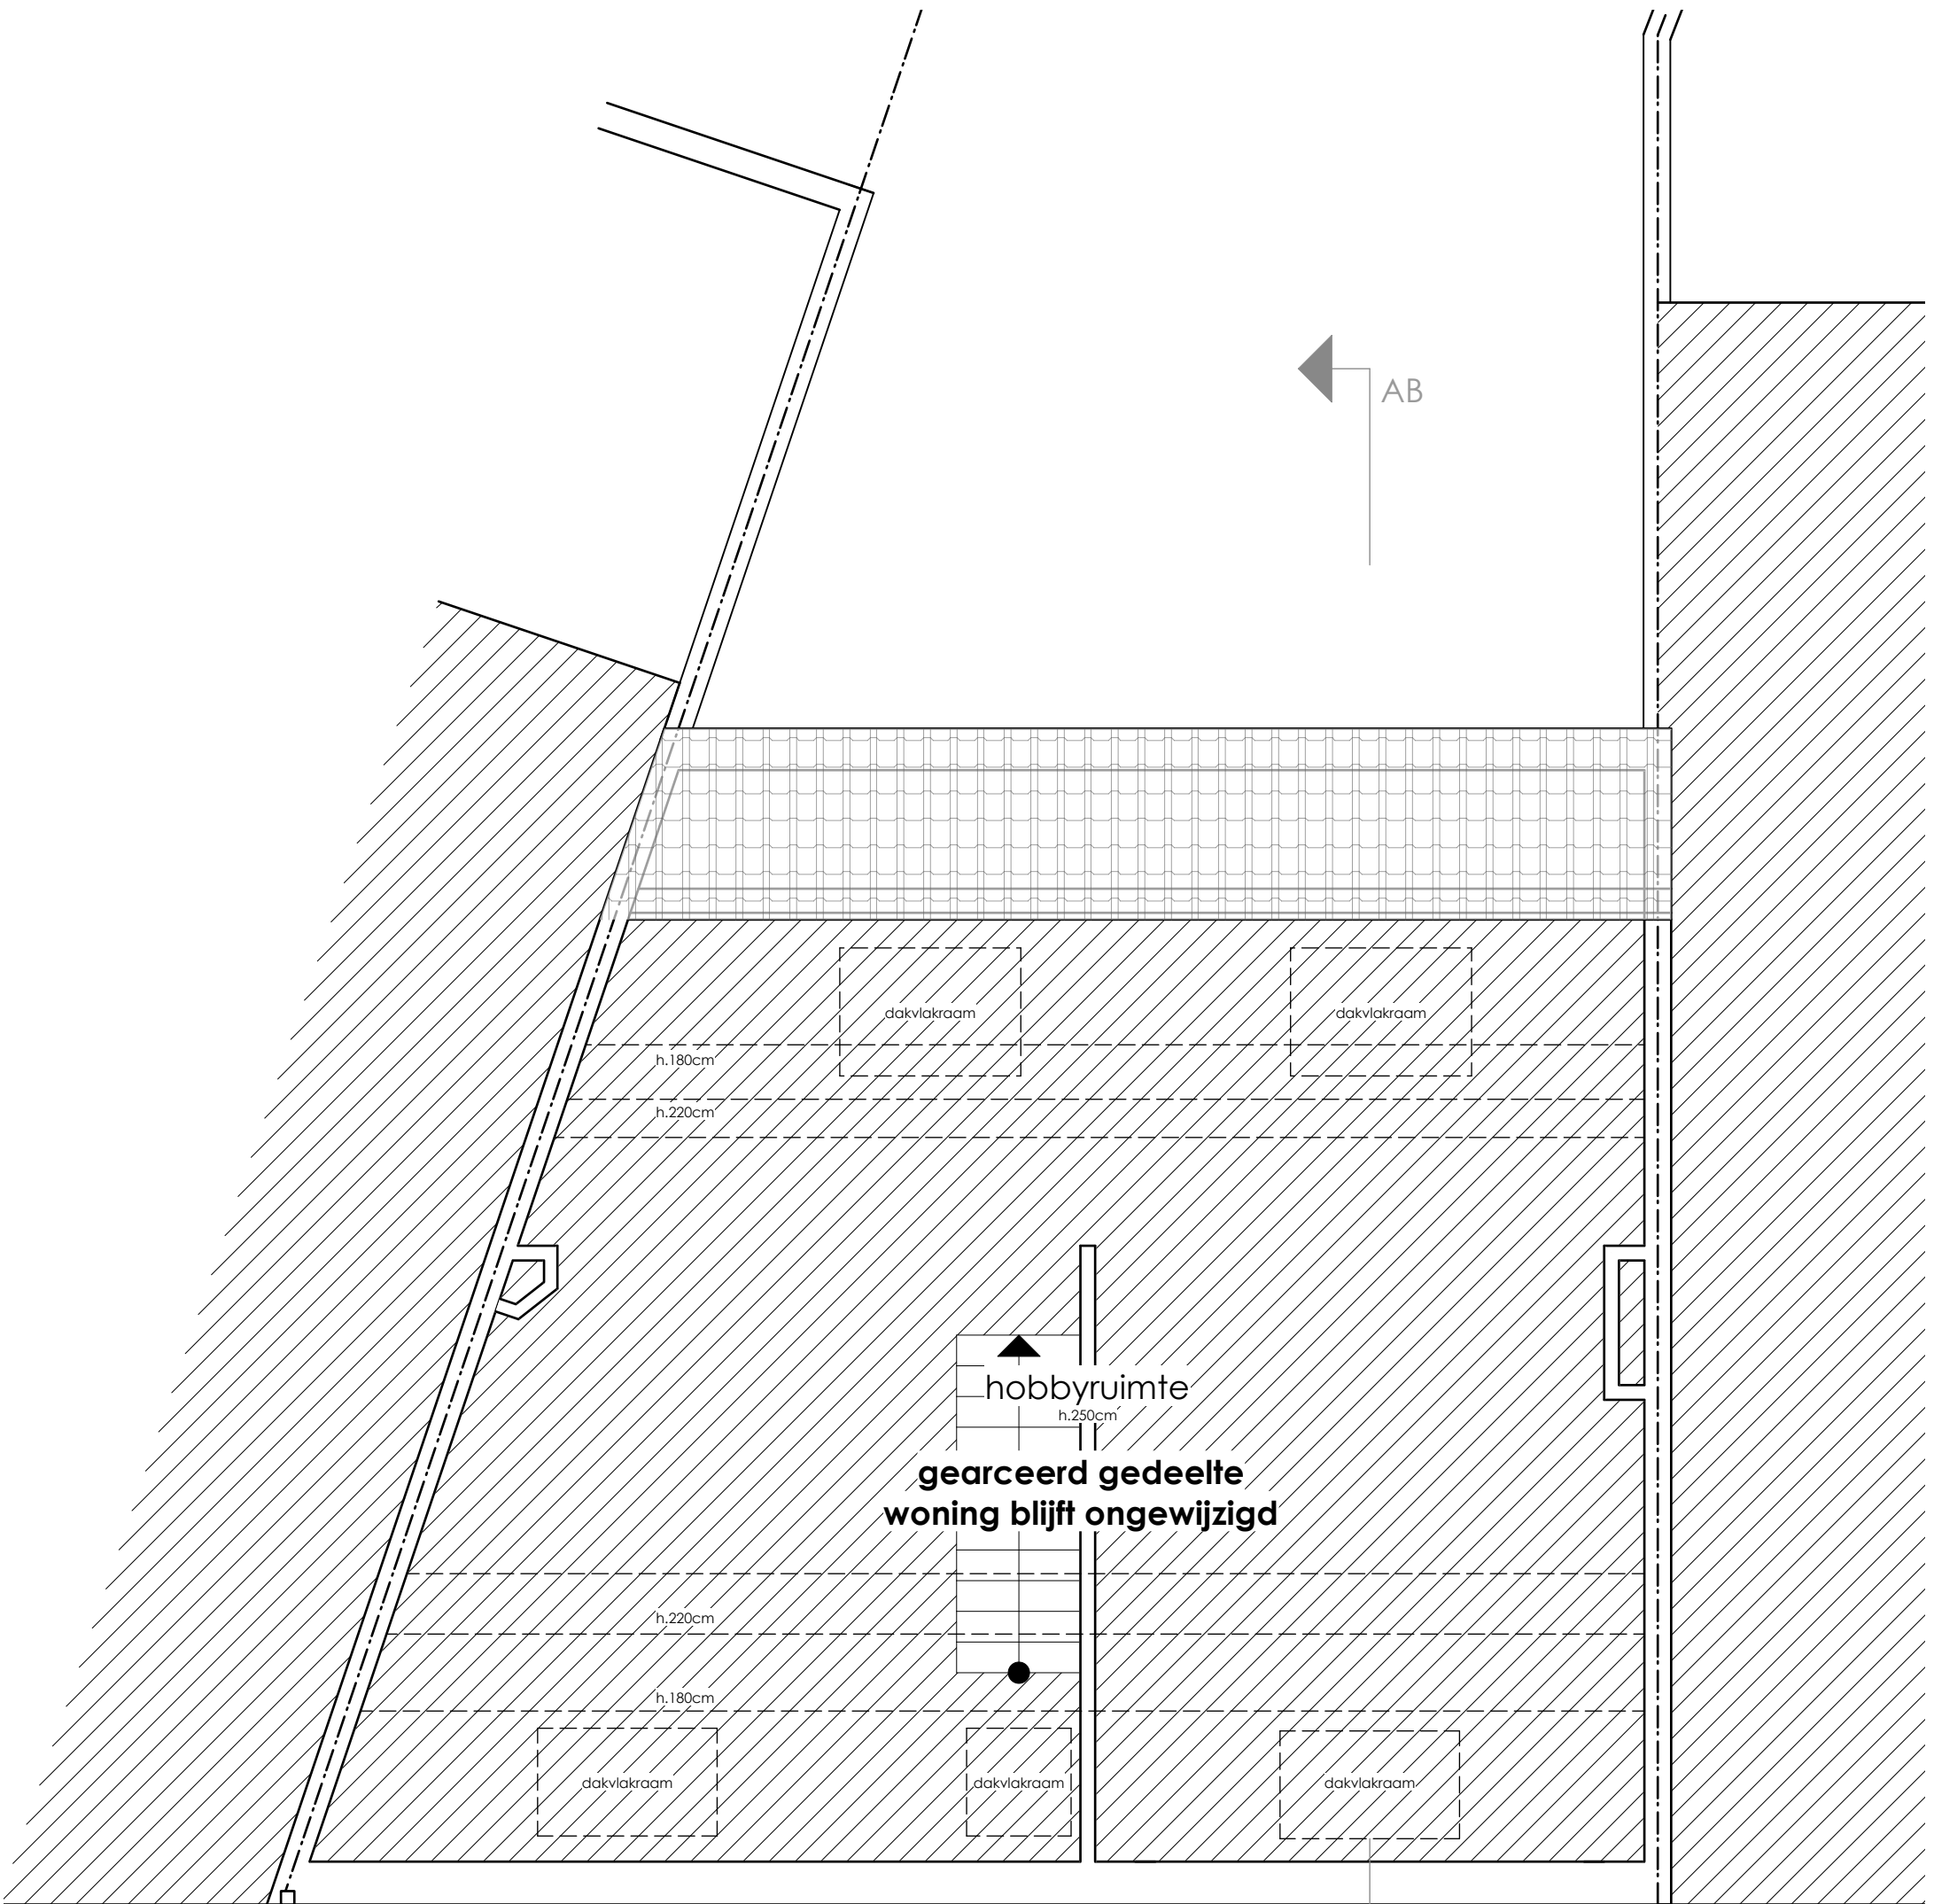 AB
dakvlakraam
dakvlakraam
h.180cm
h.220cm
hobbyruimte
h.250cm
gearceerd gedeelte
woning blijft ongewijzigd
h.220cm
h.180cm
dakvlakraam
dakvlakraam
dakvlakraam